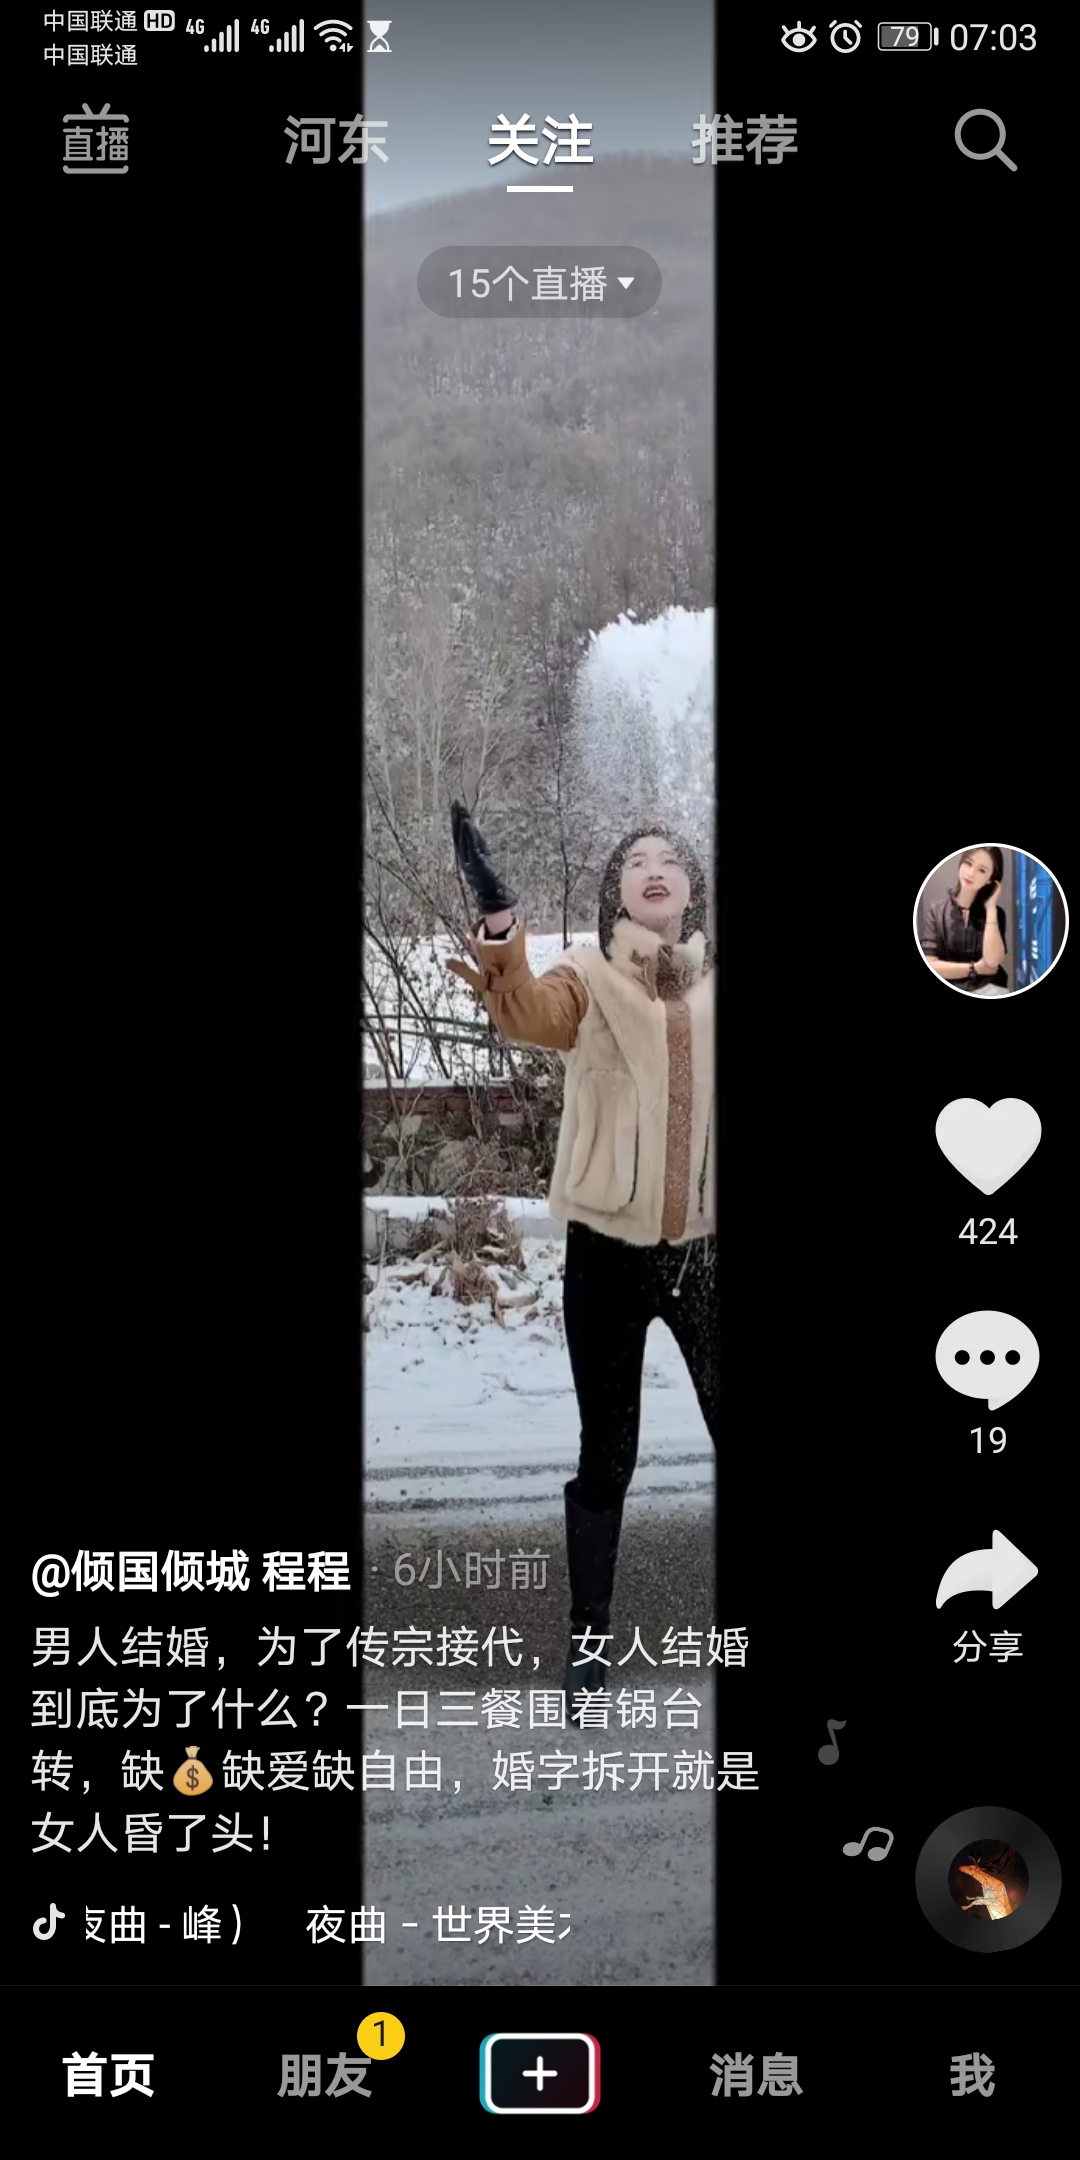 中国联通 HD 4G 4G 79 07:03
中国联通
直播 河东 关注 推荐
15个直播
424
19
@倾国倾城 程程 · 6小时前
男人结婚，为了传宗接代，女人结婚
到底为了什么？一日三餐围着锅台
转，缺💰缺爱缺自由，婚字拆开就是
女人昏了头！
分享
曲 - 峰） 夜曲 - 世界美
首页 朋友 1 消息 我